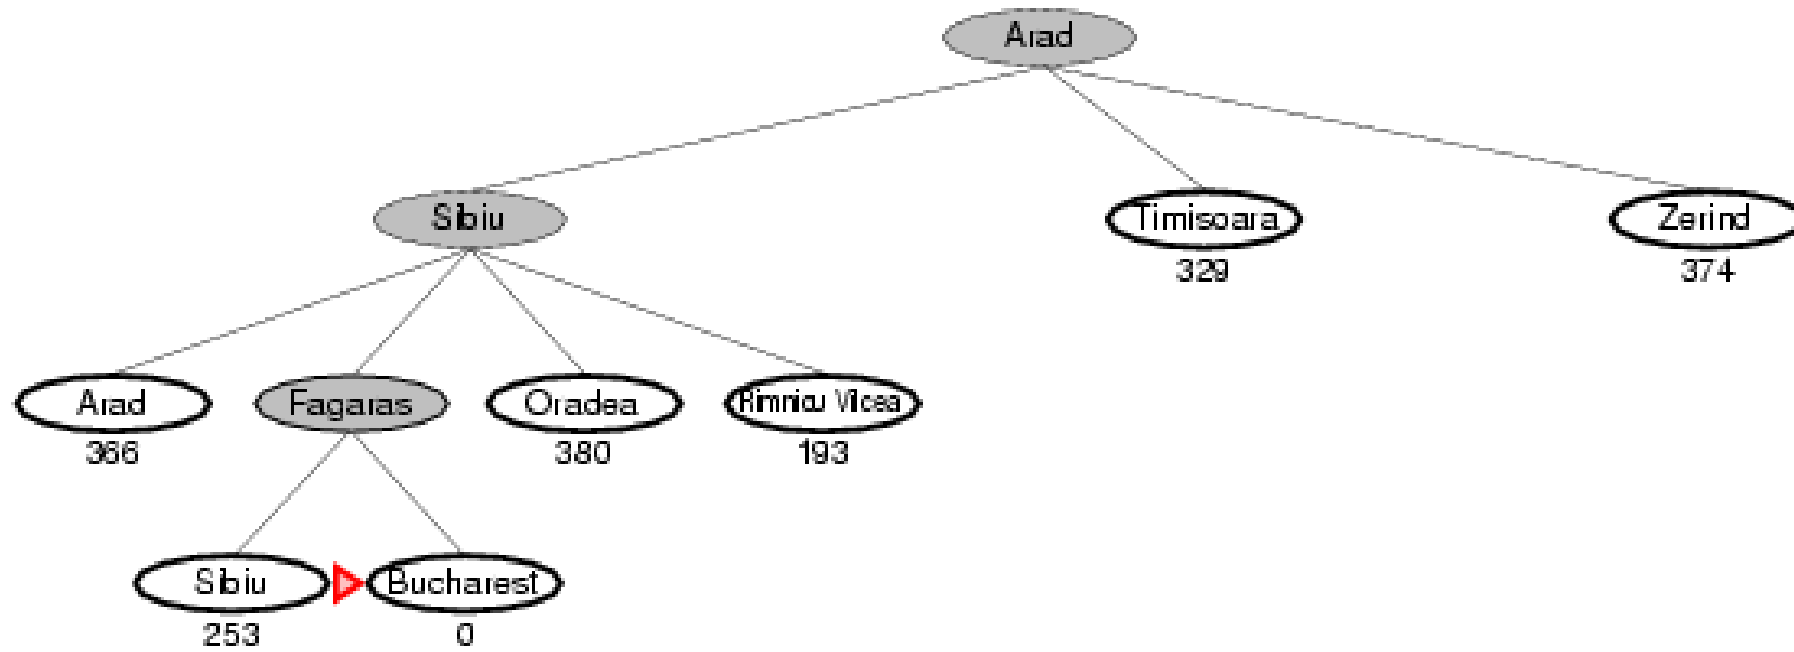 Arad
Sibiu Timisoara Zerind
329 374
Arad Fagaras Oradea Rimnicu Vilcea
366 380 193
Sibiu Bucharest
253 0